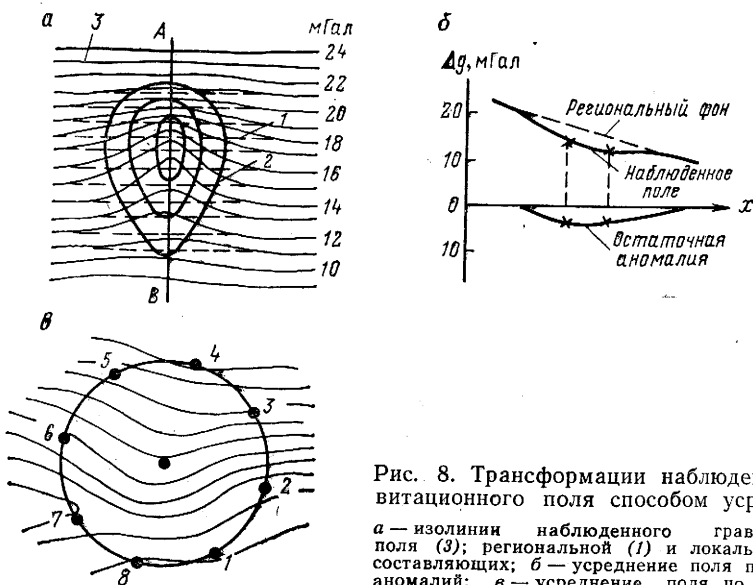 а
3
А
мГал
24
22
20
1
18
2
16
14
12
10
В
б
Δg, мГал
20
Региональный фон
10
Наблюденное
поле
0
x
Остаточная
аномалия
10
в
4
5
3
6
2
7
1
8
Рис. 8. Трансформации наблюде
витационного поля способом уср
а — изолинии наблюденного грав
поля (3); региональной (1) и локаль
составляющих; б — усреднение поля п
аномалий; в — усреднение поля по